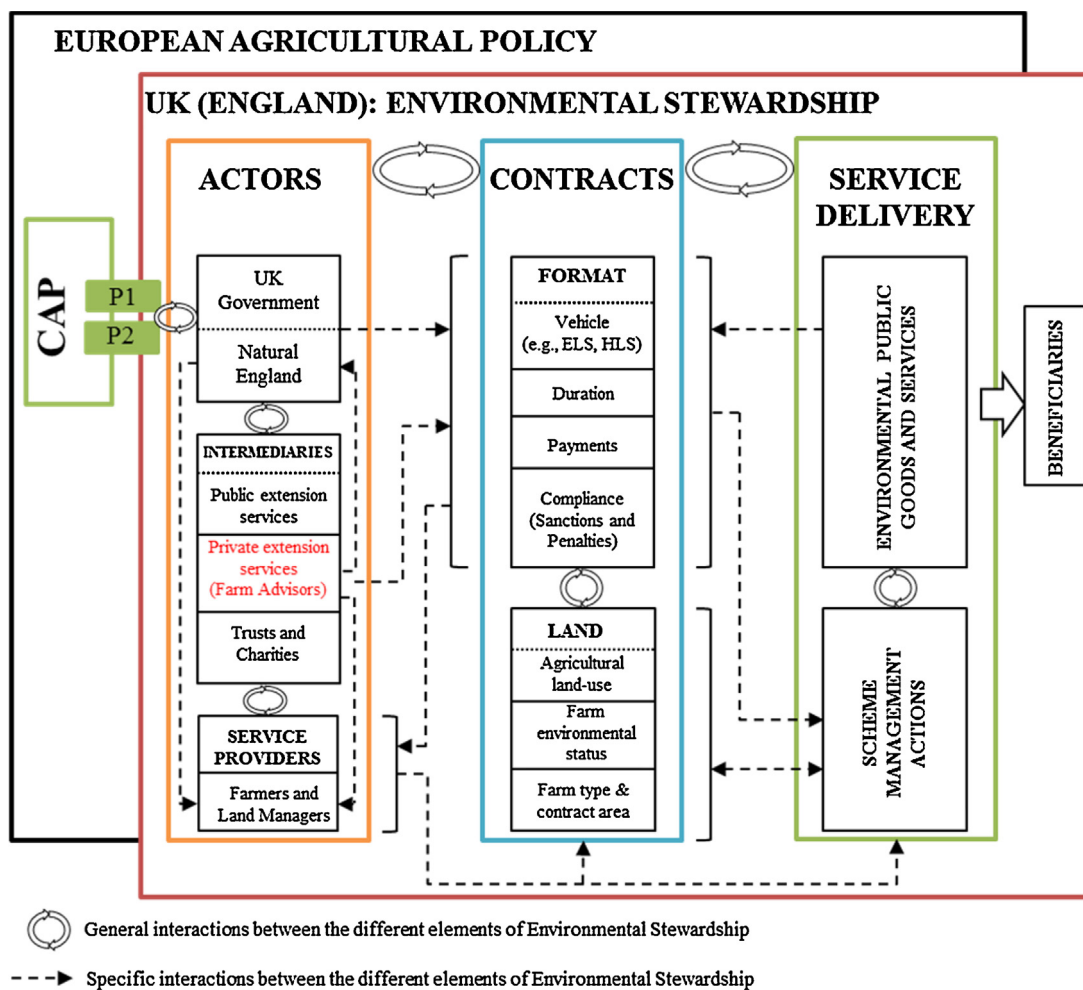 EUROPEAN AGRICULTURAL POLICY
UK (ENGLAND): ENVIRONMENTAL STEWARDSHIP
CAP
P1
P2
ACTORS
UK
Government
Natural
England
INTERMEDIARIES
Public extension
services
Private extension
services
(Farm Advisors)
Trusts and
Charities
SERVICE
PROVIDERS
Farmers and
Land Managers
CONTRACTS
FORMAT
Vehicle
(e.g., ELS, HLS)
Duration
Payments
Compliance
(Sanctions and
Penalties)
LAND
Agricultural
land-use
Farm
environmental
status
Farm type &
contract area
SERVICE
DELIVERY
ENVIRONMENTAL PUBLIC
GOODS AND SERVICES
SCHEME
MANAGEMENT
ACTIONS
BENEFICIARIES
General interactions between the different elements of Environmental Stewardship
Specific interactions between the different elements of Environmental Stewardship